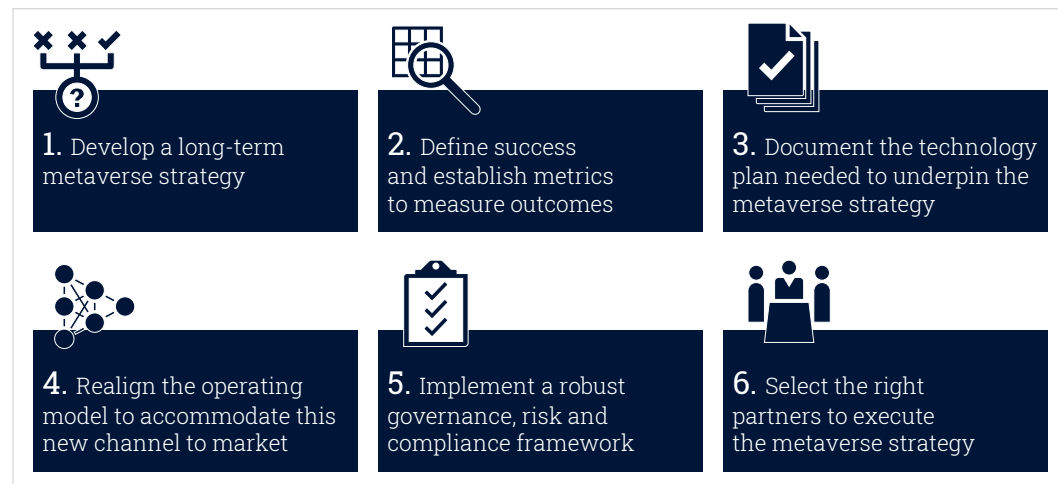 ?
1. Develop a long-term
metaverse strategy
2. Define success
and establish metrics
to measure outcomes
3. Document the technology
plan needed to underpin the
metaverse strategy
4. Realign the operating
model to accommodate this
new channel to market
5. Implement a robust
governance, risk and
compliance framework
6. Select the right
partners to execute
the metaverse strategy